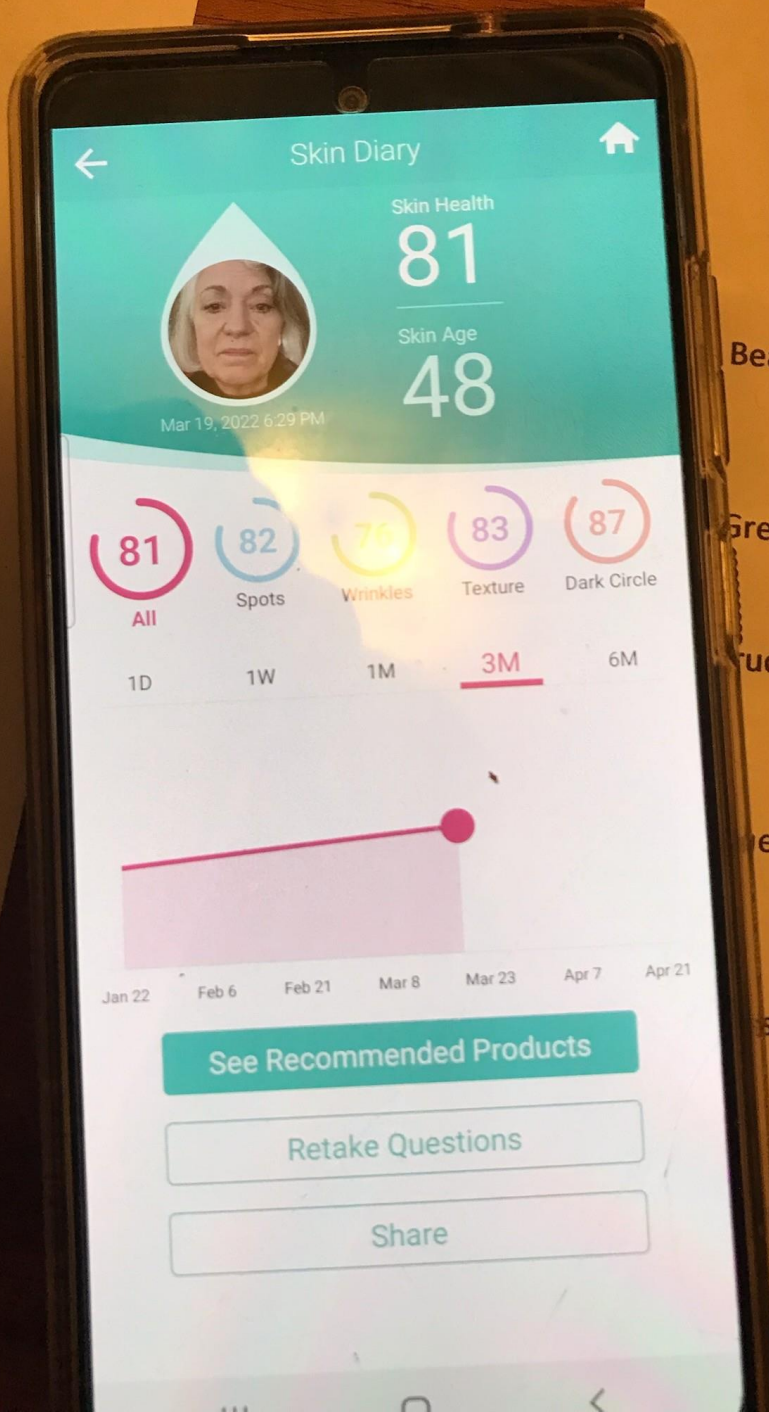 Skin Diary
Skin Health
81
Skin Age
48
Mar 19, 2022 6:29 PM
81
82
76
83
87
All
Spots
Wrinkles
Texture
Dark Circle
1D
1W
1M
3M
6M
Jan 22
Feb 6
Feb 21
Mar 8
Mar 23
Apr 7
Apr 21
See Recommended Products
Retake Questions
Share